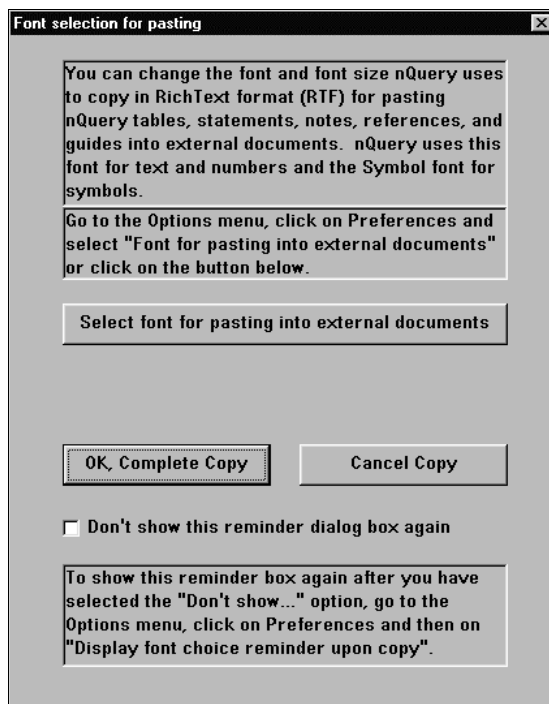 Font selection for pasting
You can change the font and font size nQuery uses
to copy in RichText format (RTF) for pasting
nQuery tables, statements, notes, references, and
guides into external documents.  nQuery uses this
font for text and numbers and the Symbol font for
symbols.
Go to the Options menu, click on Preferences and
select "Font for pasting into external documents"
or click on the button below.
Select font for pasting into external documents
OK, Complete Copy
Cancel Copy
Don't show this reminder dialog box again
To show this reminder box again after you have
selected the "Don't show..." option, go to the
Options menu, click on Preferences and then on
"Display font choice reminder upon copy".